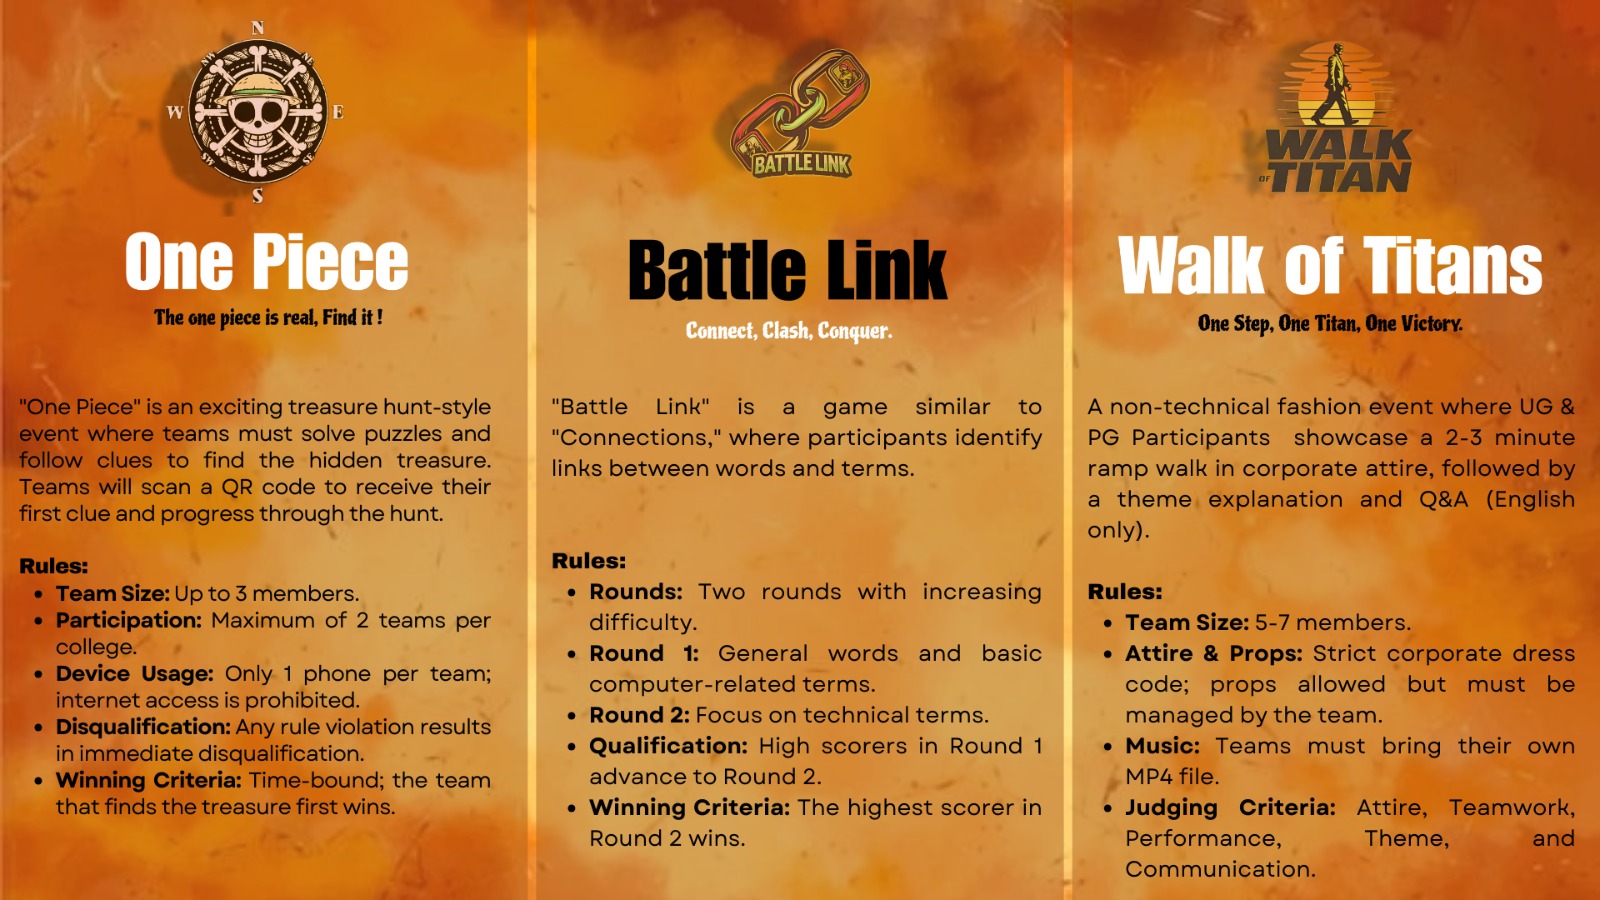 N
NW
NE
W
E
SW
SE
S
One Piece
The one piece is real, Find it !
"One Piece" is an exciting treasure hunt-style
event where teams must solve puzzles and
follow clues to find the hidden treasure.
Teams will scan a QR code to receive their
first clue and progress through the hunt.
Rules:
• Team Size: Up to 3 members.
• Participation: Maximum of 2 teams per
college.
• Device Usage: Only 1 phone per team;
internet access is prohibited.
• Disqualification: Any rule violation results
in immediate disqualification.
• Winning Criteria: Time-bound; the team
that finds the treasure first wins.
BATTLE LINK
Battle Link
Connect, Clash, Conquer.
"Battle Link" is a game similar to
"Connections," where participants identify
links between words and terms.
Rules:
• Rounds: Two rounds with increasing
difficulty.
• Round 1: General words and basic
computer-related terms.
• Round 2: Focus on technical terms.
• Qualification: High scorers in Round 1
advance to Round 2.
• Winning Criteria: The highest scorer in
Round 2 wins.
WALK
OF TITAN
Walk of Titans
One Step, One Titan, One Victory.
A non-technical fashion event where UG &
PG Participants showcase a 2-3 minute
ramp walk in corporate attire, followed by
a theme explanation and Q&A (English
only).
Rules:
• Team Size: 5-7 members.
• Attire & Props: Strict corporate dress
code; props allowed but must be
managed by the team.
• Music: Teams must bring their own
MP4 file.
• Judging Criteria: Attire, Teamwork,
Performance, Theme, and
Communication.